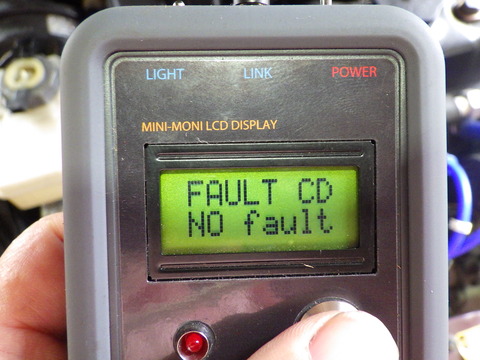 LIGHT LINK POWER
MINI-MONI LCD DISPLAY
FAULT CD
NO fault